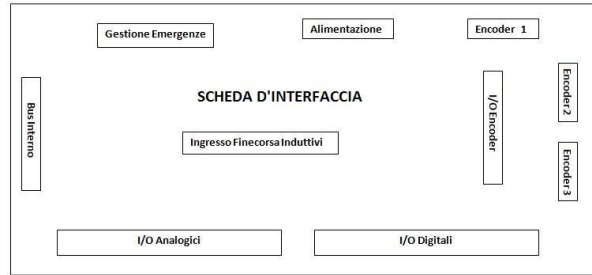 Gestione Emergenze
Alimentazione
Encoder 1
Bus Interno
SCHEDA D'INTERFACCIA
I/O Encoder
Encoder 2
Ingresso Finecorsa Induttivi
Encoder 3
I/O Analogici
I/O Digitali